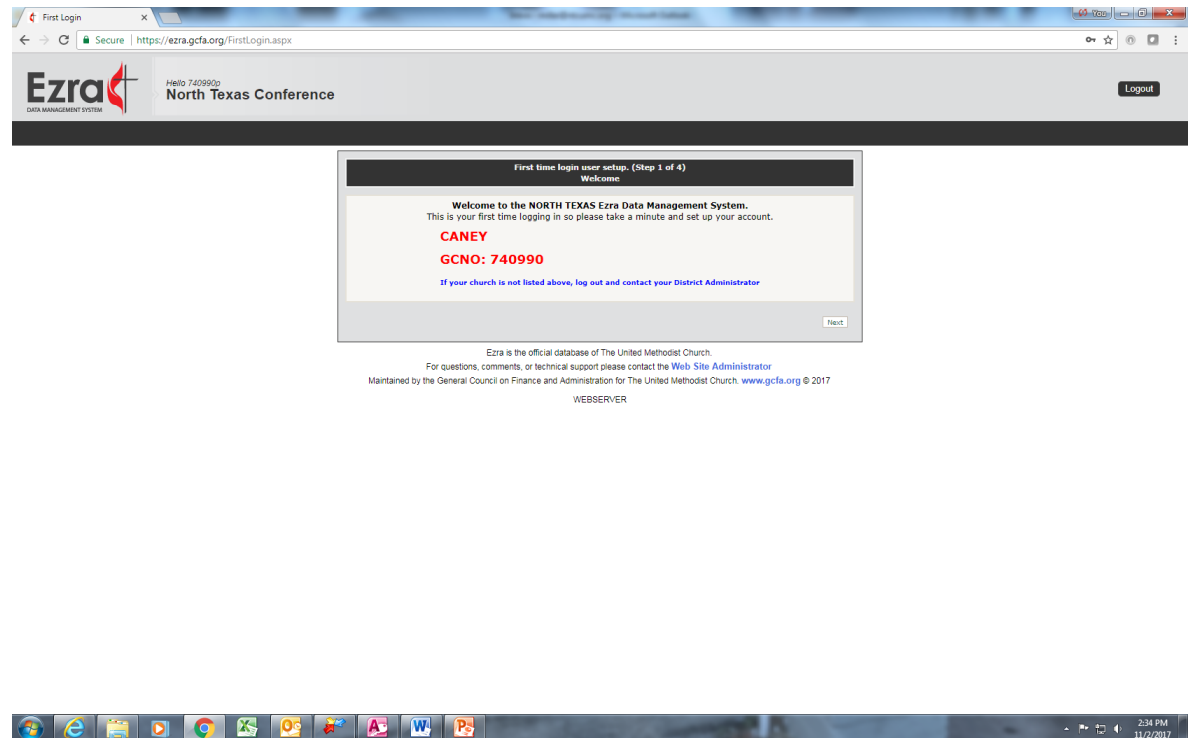 First Login
You
Secure | https://ezra.gcfa.org/FirstLogin.aspx
Ezra
DATA MANAGEMENT SYSTEM
Hello 740990p
North Texas Conference
Logout
First time login user setup. (Step 1 of 4)
Welcome
Welcome to the NORTH TEXAS Ezra Data Management System.
This is your first time logging in so please take a minute and set up your account.
CANEY
GCNO: 740990
If your church is not listed above, log out and contact your District Administrator
Next
Ezra is the official database of The United Methodist Church.
For questions, comments, or technical support please contact the Web Site Administrator
Maintained by the General Council on Finance and Administration for The United Methodist Church. www.gcfa.org © 2017
WEBSERVER
2:34 PM
11/2/2017